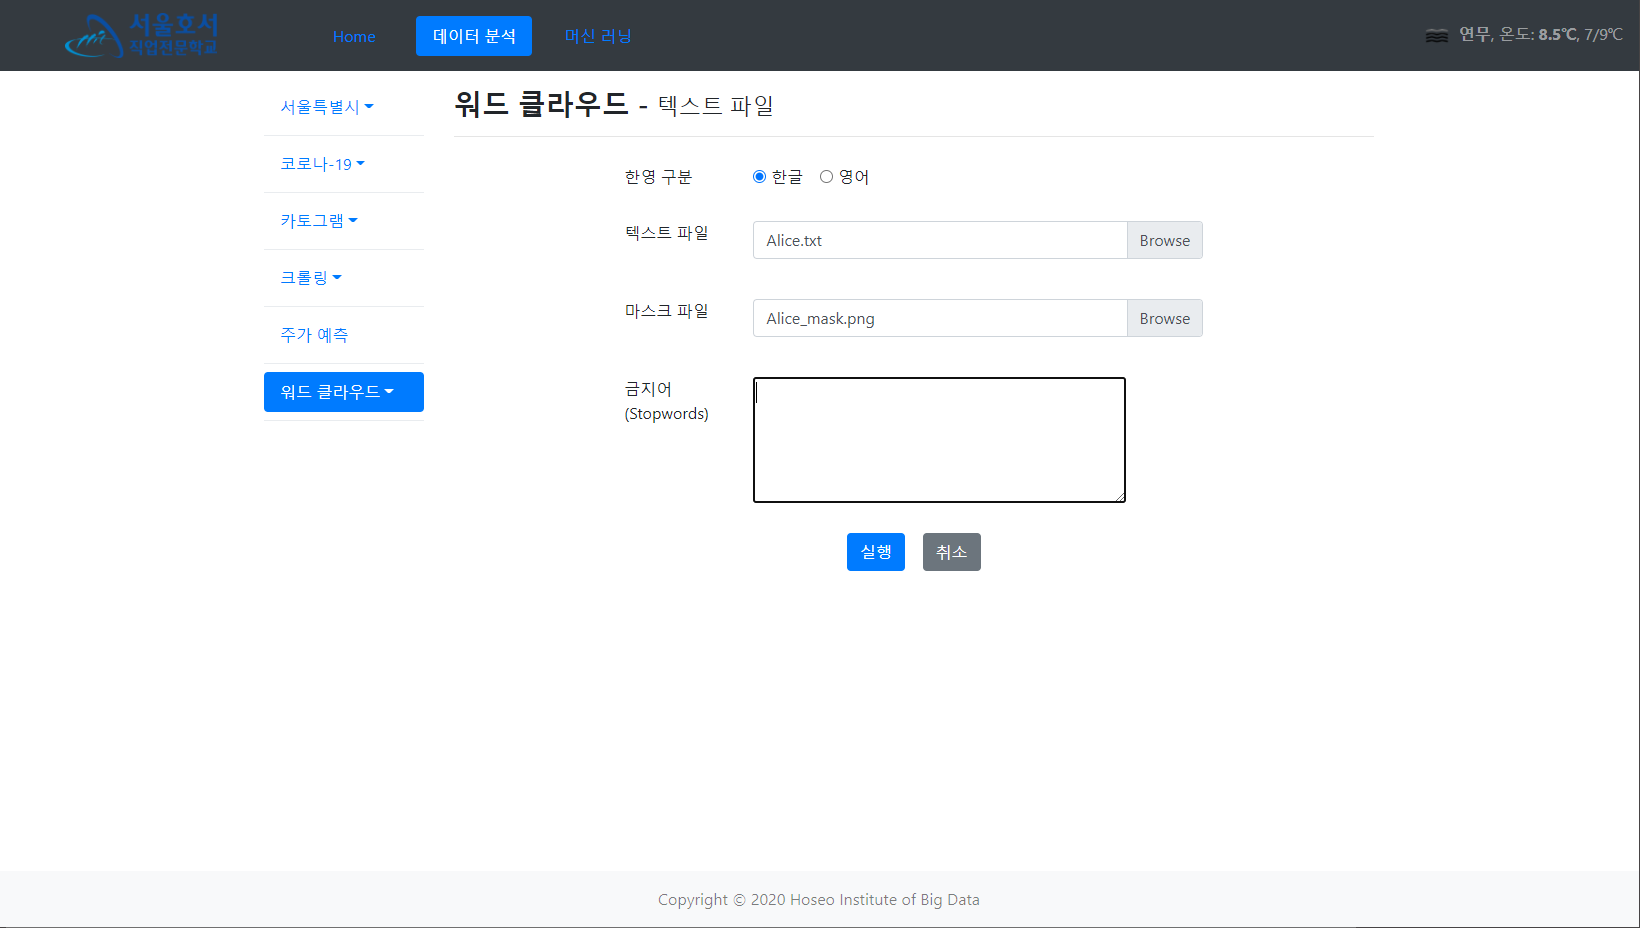 서울호서
직업전문학교
Home 데이터 분석 머신 러닝
연무, 온도: 8.5℃, 7/9℃
서울특별시
코로나-19
카토그램
크롤링
주가 예측
워드 클라우드
워드 클라우드 - 텍스트 파일
한영 구분 한글 영어
텍스트 파일 Alice.txt Browse
마스크 파일 Alice_mask.png Browse
금지어
(Stopwords)
실행 취소
Copyright © 2020 Hoseo Institute of Big Data